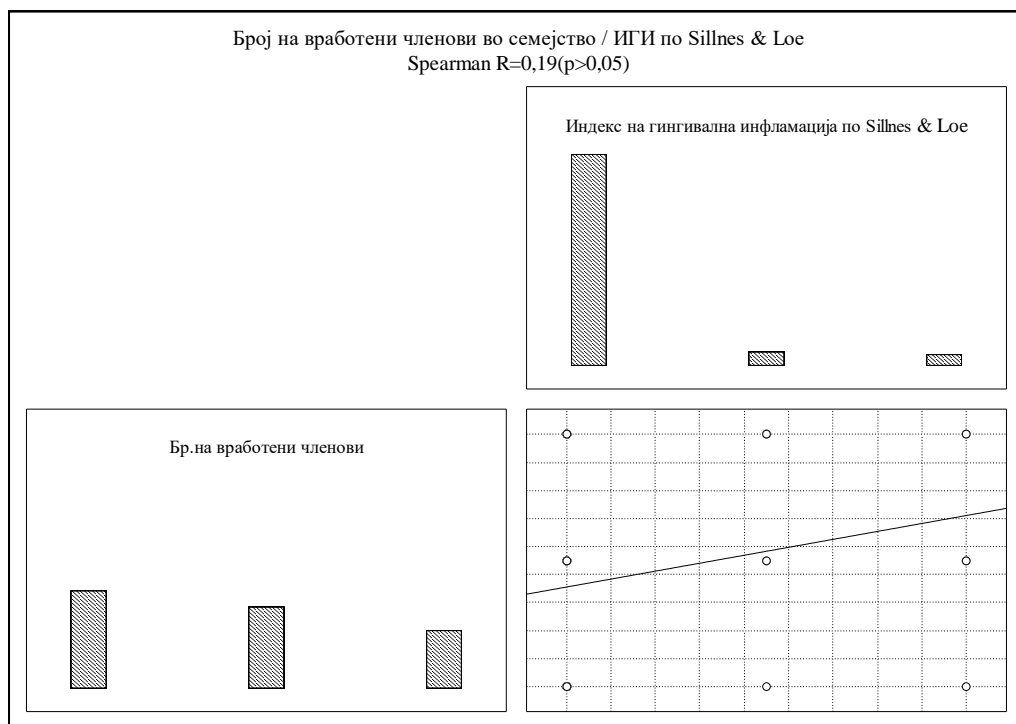 Број на вработени членови во семејство / ИГИ по Sillnes & Loe
Spearman R=0,19(p>0,05)
Индекс на гингивална инфламација по Sillnes & Loe
Бр.на вработени членови